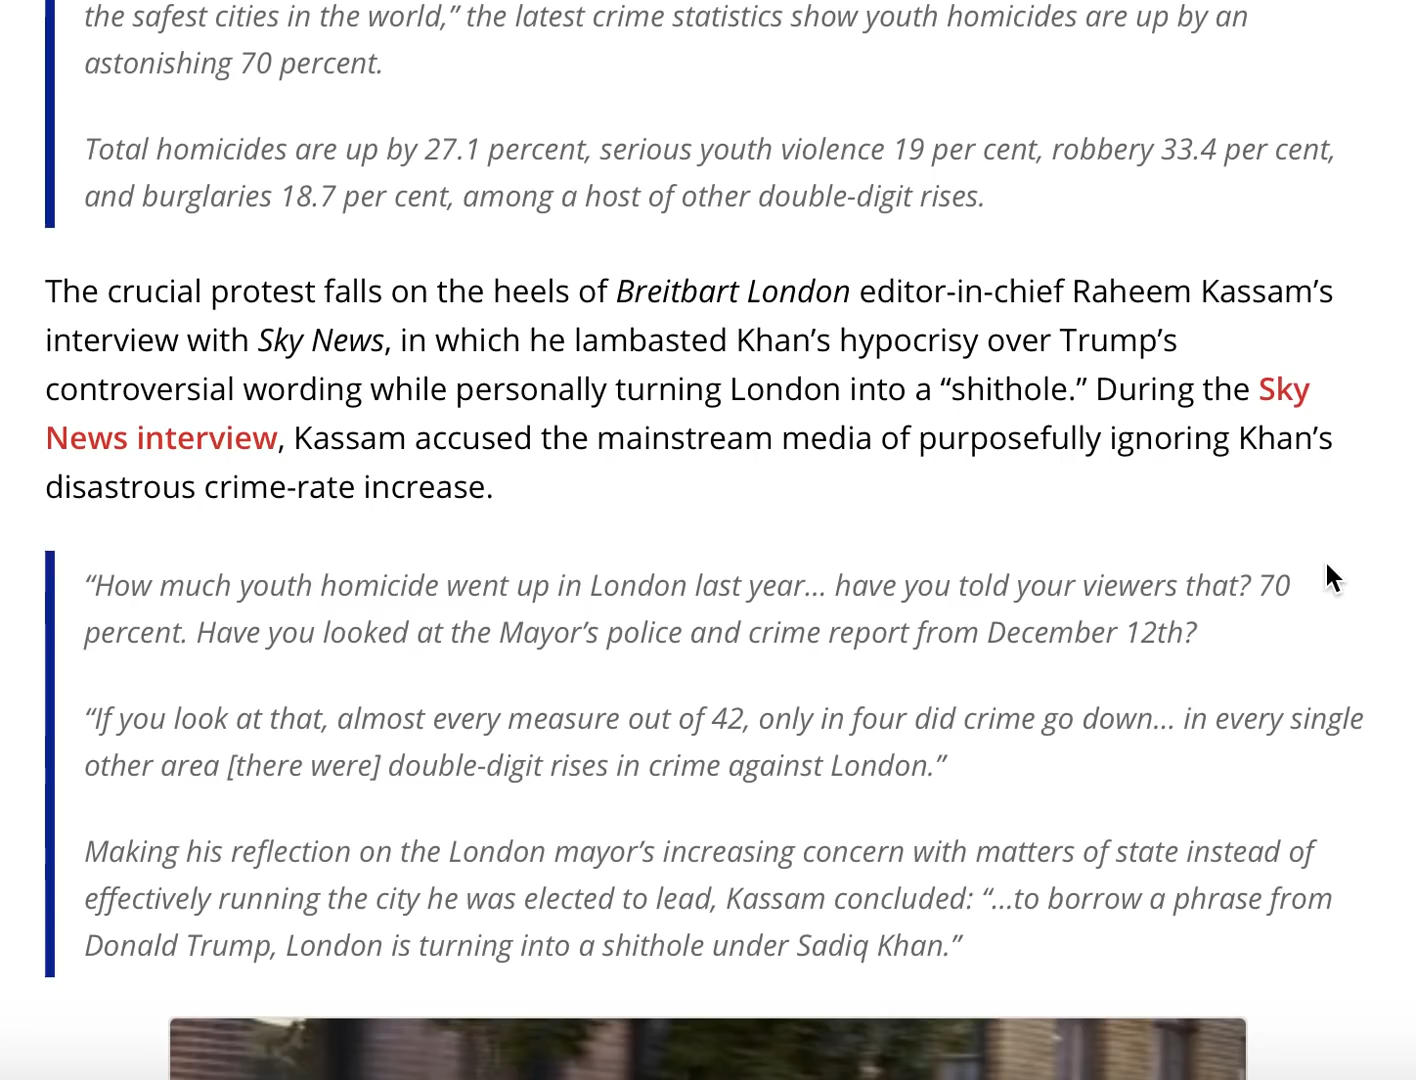 the safest cities in the world,” the latest crime statistics show youth homicides are up by an
astonishing 70 percent.
Total homicides are up by 27.1 percent, serious youth violence 19 per cent, robbery 33.4 per cent,
and burglaries 18.7 per cent, among a host of other double-digit rises.
The crucial protest falls on the heels of Breitbart London editor-in-chief Raheem Kassam’s
interview with Sky News, in which he lambasted Khan’s hypocrisy over Trump’s
controversial wording while personally turning London into a “shithole.” During the Sky
News interview, Kassam accused the mainstream media of purposefully ignoring Khan’s
disastrous crime-rate increase.
“How much youth homicide went up in London last year… have you told your viewers that? 70
percent. Have you looked at the Mayor’s police and crime report from December 12th?
“If you look at that, almost every measure out of 42, only in four did crime go down… in every single
other area [there were] double-digit rises in crime against London.”
Making his reflection on the London mayor’s increasing concern with matters of state instead of
effectively running the city he was elected to lead, Kassam concluded: “…to borrow a phrase from
Donald Trump, London is turning into a shithole under Sadiq Khan.”